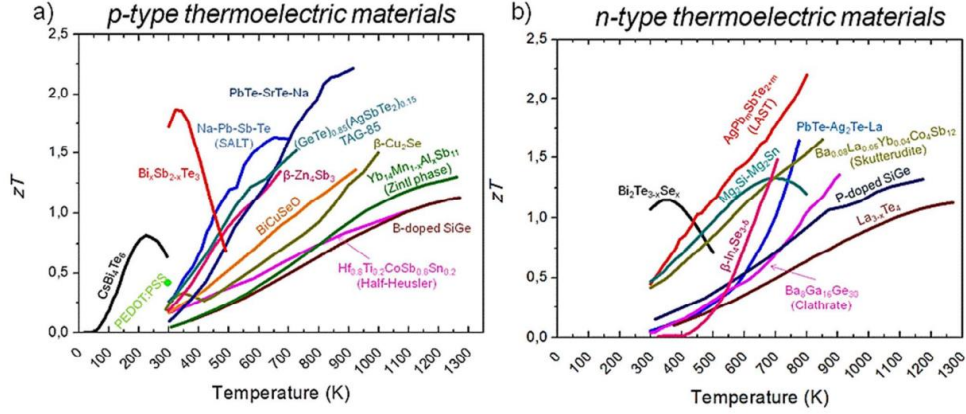 a)
p-type thermoelectric materials
2,5
2,0
1,5
1,0
0,5
0,0
zT
PbTe-SrTe-Na
Na-Pb-Sb-Te
(SALT)
(GeTe)0.85(AgSbTe2)0.15
TAG-85
β-Cu2Se
BixSb2-xTe3
β-Zn4Sb3
Yb14Mn1-xAlxSb11
(Zintl phase)
BiCuSeO
CsBi4Te6
B-doped SiGe
PEDOT:PSS
Hf0.8Ti0.2CoSb0.8Sn0.2
(Half-Heusler)
0
100
200
300
400
500
600
700
800
900
1000
1100
1200
1300
Temperature (K)
b)
n-type thermoelectric materials
2,5
2,0
1,5
1,0
0,5
0,0
zT
AgPbmSbTe2+m
(LAST)
PbTe-Ag2Te-La
Ba0.08La0.05Yb0.04Co4Sb12
(Skutterudite)
Mg2Si-Mg2Sn
Bi2Te3-xSex
P-doped SiGe
La3-xTe4
β-In4Se3-δ
Ba8Ga16Ge30
(Clathrate)
100
200
300
400
500
600
700
800
900
1000
1100
1200
1300
Temperature (K)